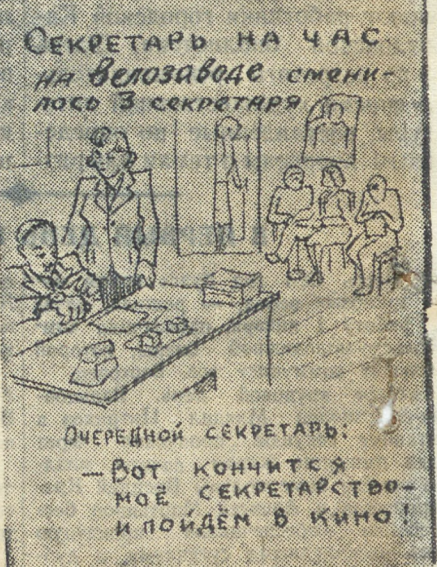 Секретарь на час
на велозаводе смени-
лось 3 секретаря
Очередной секретарь:
— Вот кончится
моё секретарство-
и пойдём в кино!